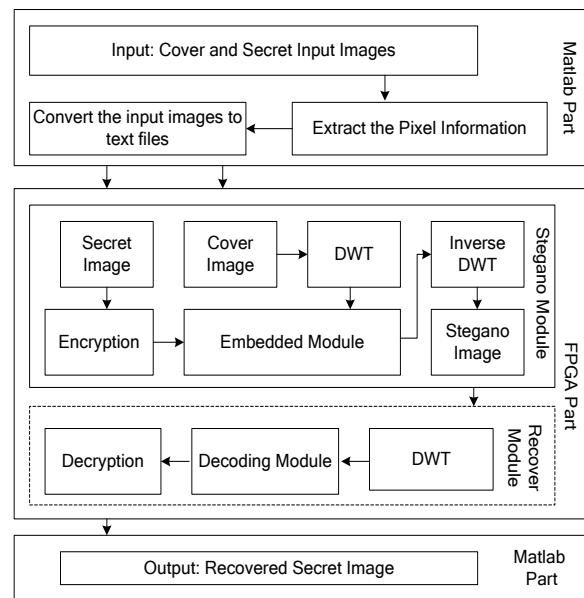 Input: Cover and Secret Input Images
Convert the input images to
text files
Extract the Pixel Information
Matlab Part
Secret
Image
Cover
Image
DWT
Inverse
DWT
Encryption
Embedded Module
Stegano
Image
Stegano Module
FPGA Part
Decryption
Decoding Module
DWT
Recover
Module
Output: Recovered Secret Image
Matlab
Part